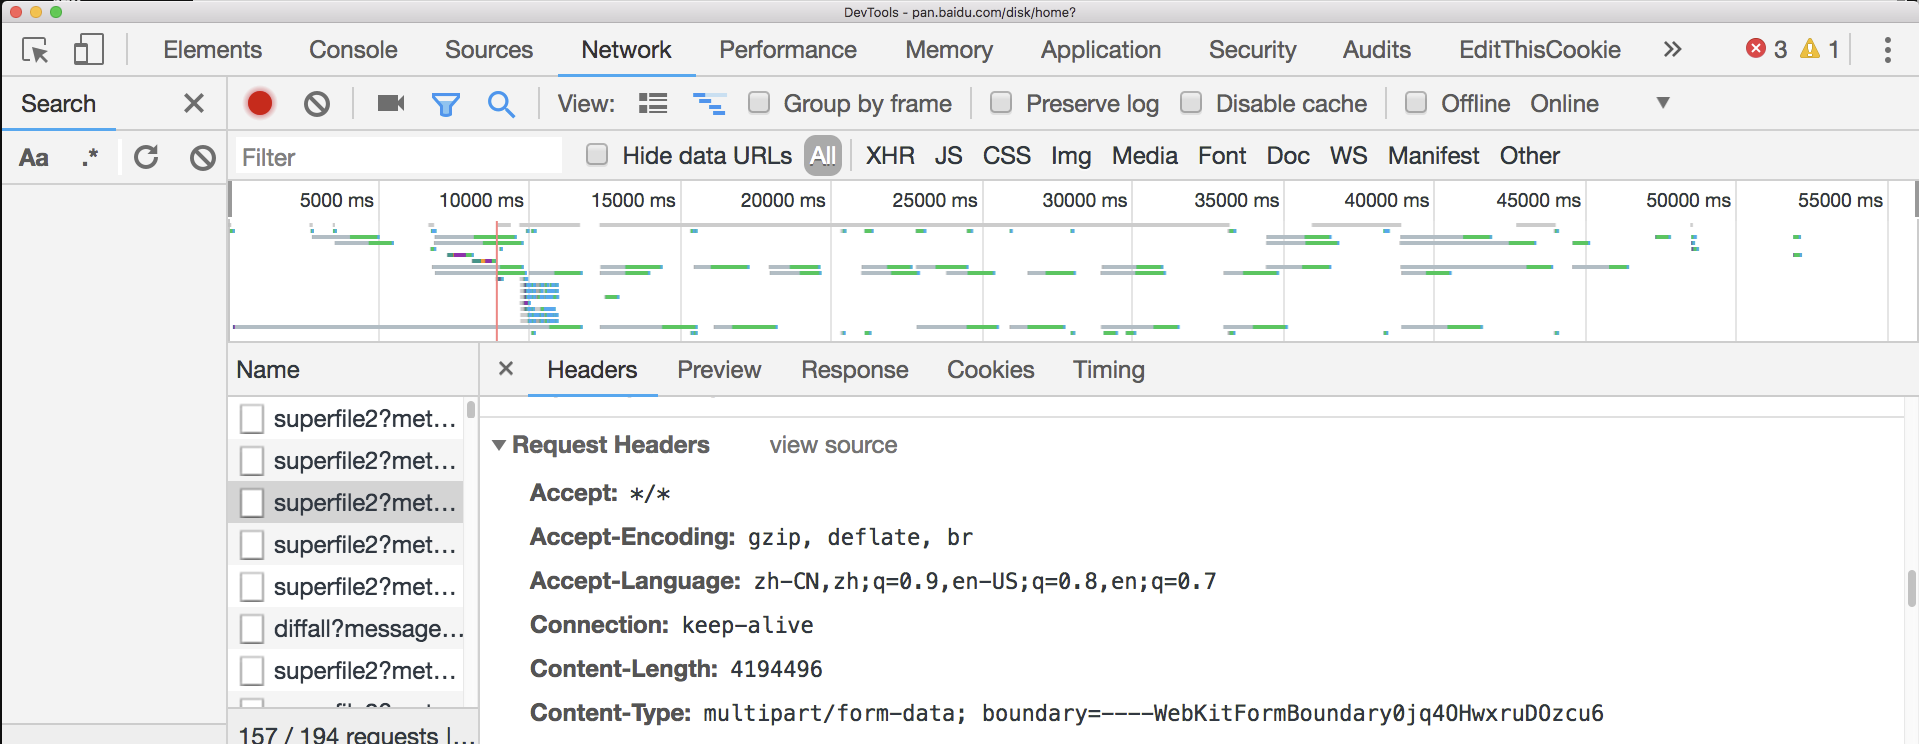 DevTools - pan.baidu.com/disk/home?
Elements Console Sources Network Performance Memory Application Security Audits EditThisCookie 3 1
Search View: Group by frame Preserve log Disable cache Offline Online
Aa .* Filter Hide data URLs All XHR JS CSS Img Media Font Doc WS Manifest Other
5000 ms 10000 ms 15000 ms 20000 ms 25000 ms 30000 ms 35000 ms 40000 ms 45000 ms 50000 ms 55000 ms
Name Headers Preview Response Cookies Timing
superfile2?met...
superfile2?met...
superfile2?met...
superfile2?met...
superfile2?met...
diffall?message...
superfile2?met...
157 / 194 requests |...
Request Headers view source
Accept: */*
Accept-Encoding: gzip, deflate, br
Accept-Language: zh-CN,zh;q=0.9,en-US;q=0.8,en;q=0.7
Connection: keep-alive
Content-Length: 4194496
Content-Type: multipart/form-data; boundary=----WebKitFormBoundary0jq4OHwxruDOzcu6